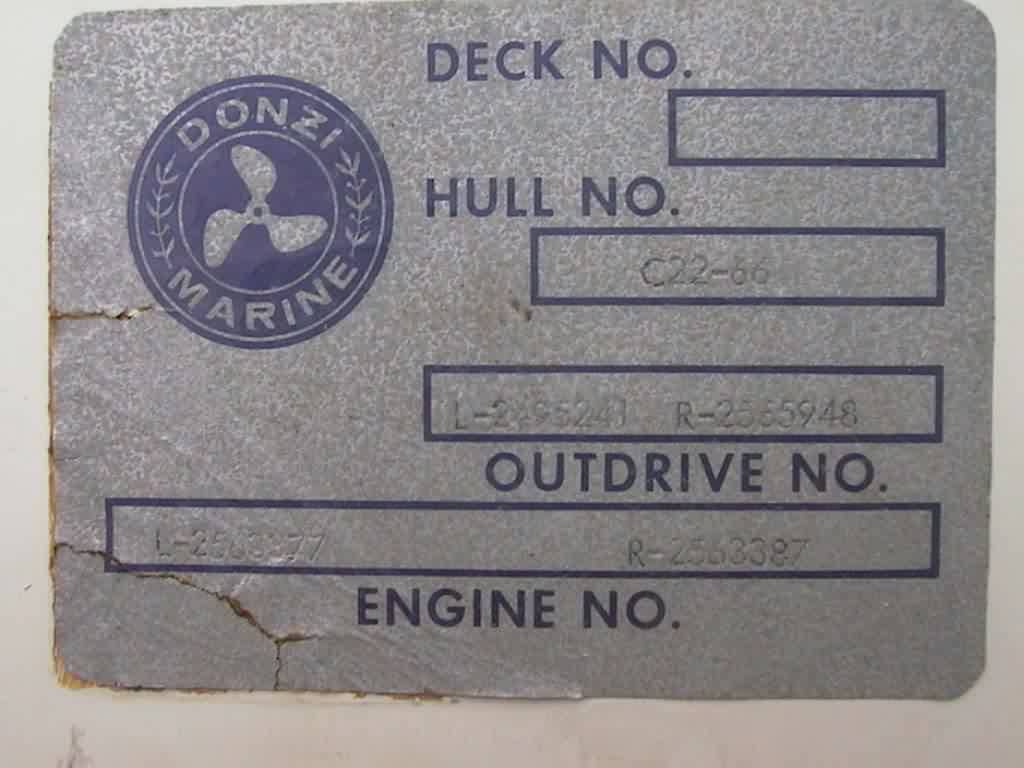 DONZI
MARINE
DECK NO.
HULL NO.
C22-66
R-2565948
OUTDRIVE NO.
R-2563387
ENGINE NO.